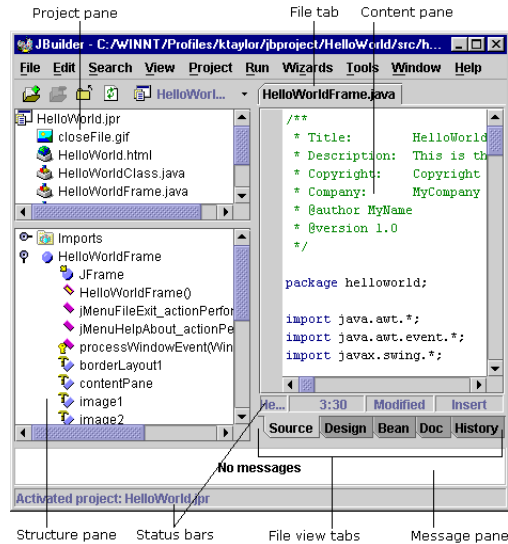 Project pane
File tab
Content pane
JBuilder - C:/WINNT/Profiles/ktaylor/jbproject/HelloWorld/src/h...
File Edit Search View Project Run Wizards Tools Window Help
HelloWorl...
HelloWorldFrame.java
HelloWorld.jpr
closeFile.gif
HelloWorld.html
HelloWorldClass.java
HelloWorldFrame.java
/**
* Title: HelloWorld
* Description: This is th
* Copyright: Copyright
* Company: MyCompany
* @author MyName
* @version 1.0
*/
package helloworld;
import java.awt.*;
import java.awt.event.*;
import javax.swing.*;
Imports
HelloWorldFrame
JFrame
HelloWorldFrame()
jMenuFileExit_actionPerfor
jMenuHelpAbout_actionPe
processWindowEvent(Win
borderLayout1
contentPane
image1
image2
He... 3:30 Modified Insert
Source Design Bean Doc History
No messages
Activated project: HelloWorld.jpr
Structure pane
Status bars
File view tabs
Message pane